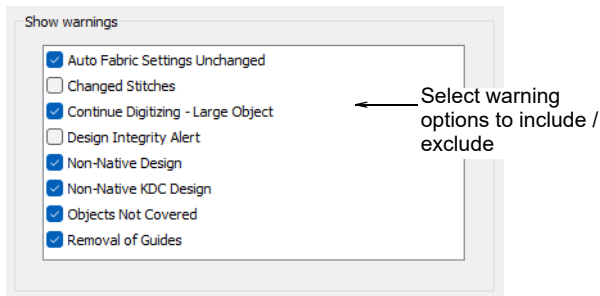 Show warnings
Auto Fabric Settings Unchanged
Changed Stitches
Continue Digitizing - Large Object
Design Integrity Alert
Non-Native Design
Non-Native KDC Design
Objects Not Covered
Removal of Guides
Select warning
options to include /
exclude